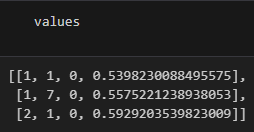 values
[[1, 1, 0, 0.5398230088495575],
[1, 7, 0, 0.5575221238938053],
[2, 1, 0, 0.5929203539823009]]